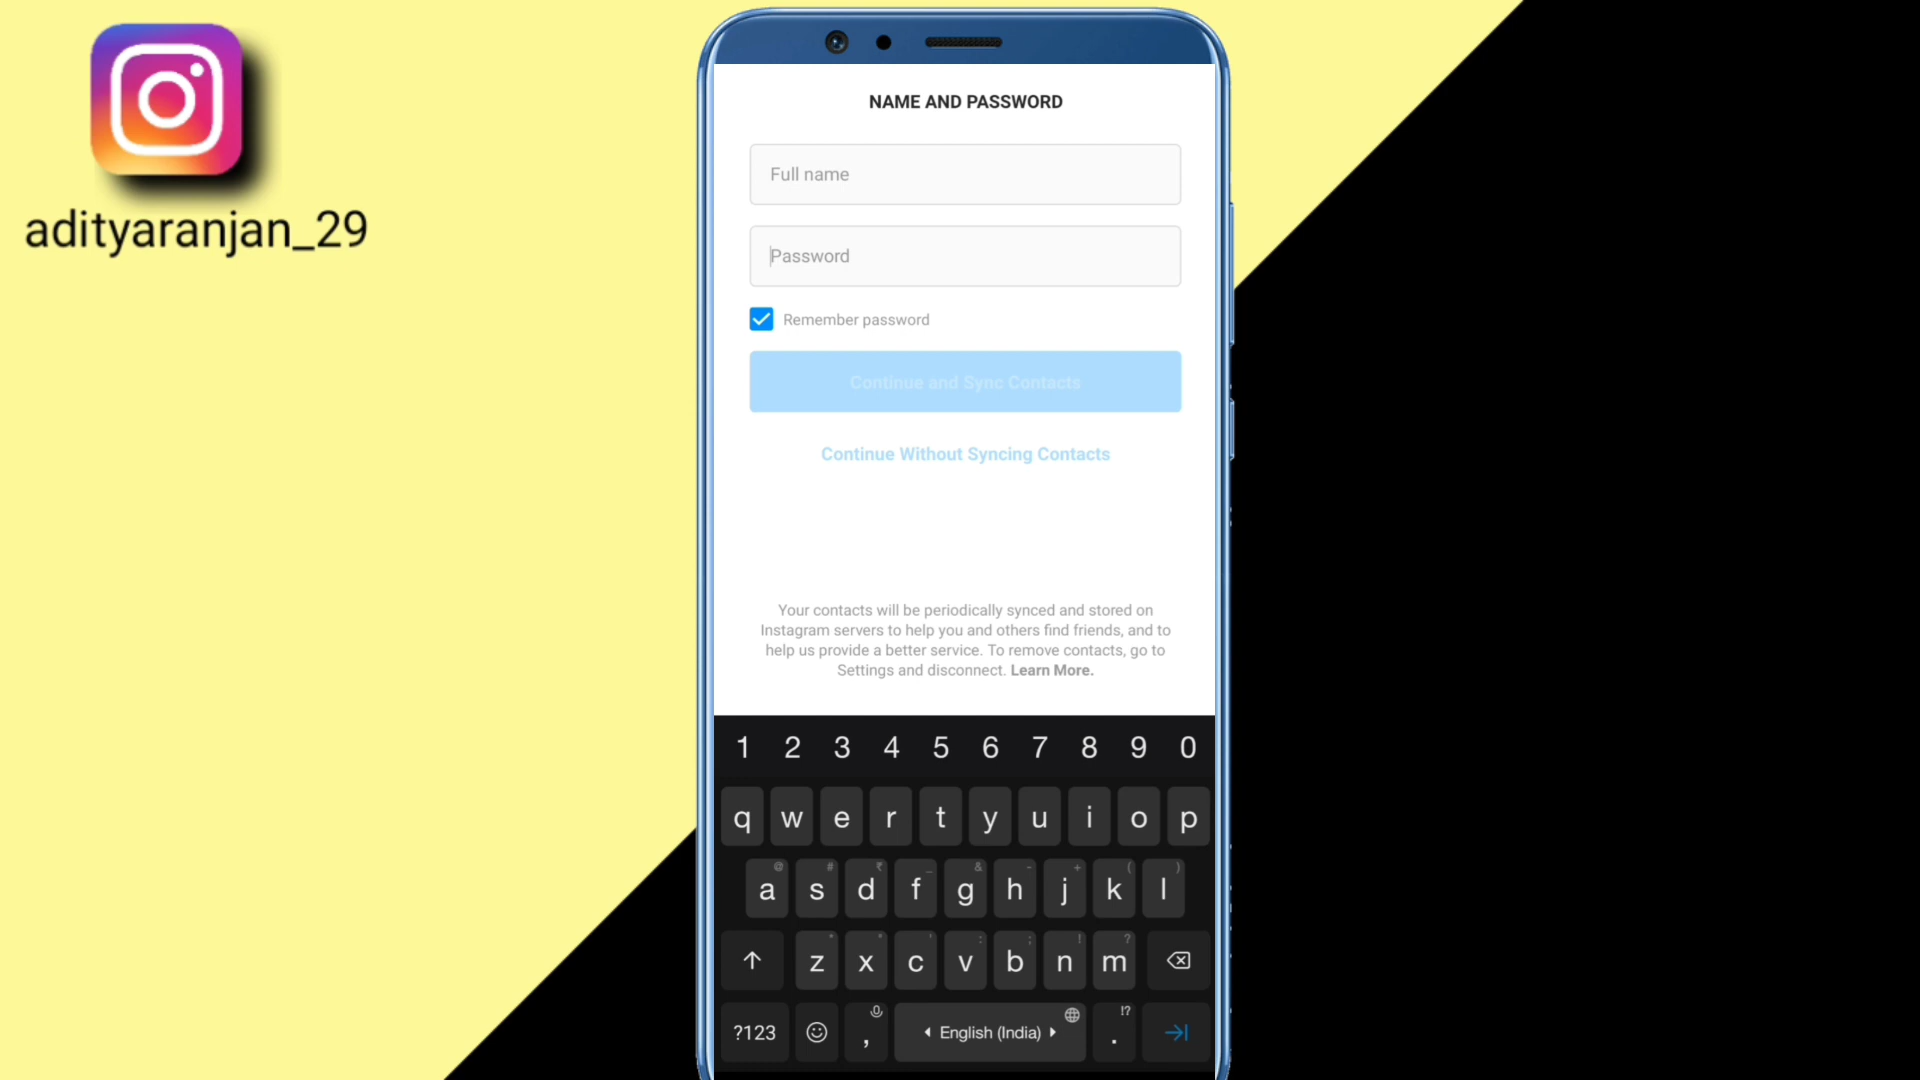 adityaranjan_29
NAME AND PASSWORD
Full name
Password
Remember password
Continue and Sync Contacts
Continue Without Syncing Contacts
Your contacts will be periodically synced and stored on
Instagram servers to help you and others find friends, and to
help us provide a better service. To remove contacts, go to
Settings and disconnect. Learn More.
1 2 3 4 5 6 7 8 9 0
q w e r t y u i o p
@ # ₹ _ & - + ( )
a s d f g h j k l
* " ' : ; ! ?
z x c v b n m
!?
?123 , English (India) .